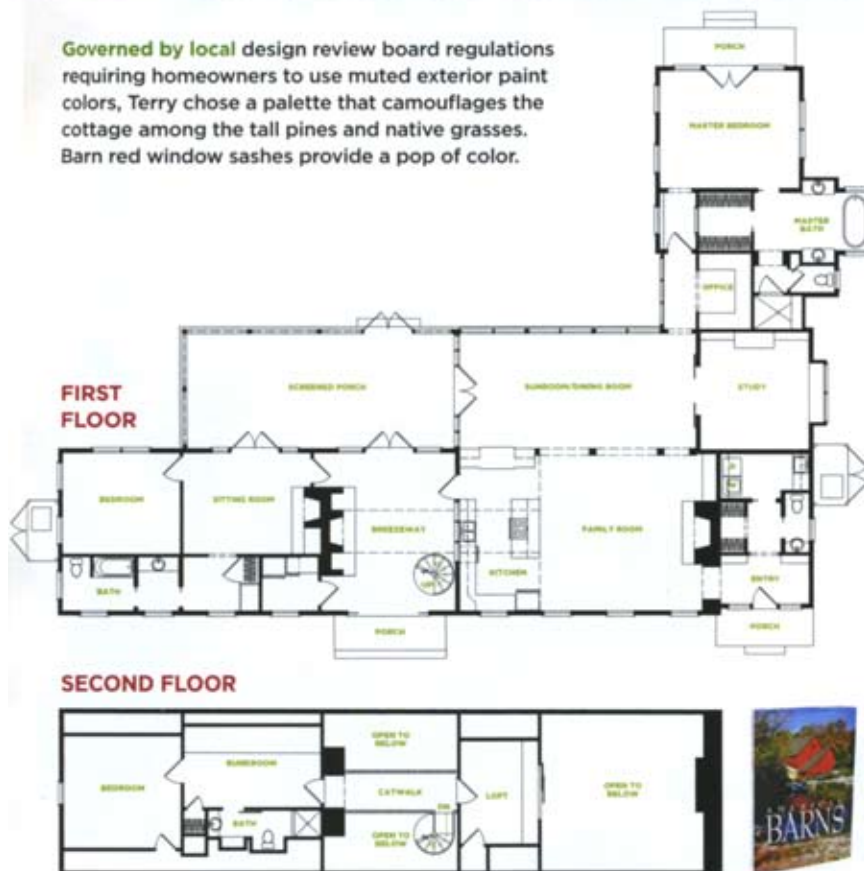 Governed by local design review board regulations
requiring homeowners to use muted exterior paint
colors, Terry chose a palette that camouflages the
cottage among the tall pines and native grasses.
Barn red window sashes provide a pop of color.
PORCH
MASTER BEDROOM
MASTER
BATH
OFFICE
FIRST
FLOOR
SCREENED PORCH
SUNROOM/DINING ROOM
STUDY
BEDROOM
SITTING ROOM
BREEZEWAY
FAMILY ROOM
UP
KITCHEN
BATH
ENTRY
PORCH
PORCH
SECOND FLOOR
OPEN TO
BELOW
BUNKROOM
BEDROOM
CATWALK
LOFT
OPEN TO
BELOW
DN
BATH
OPEN TO
BELOW
BARNS